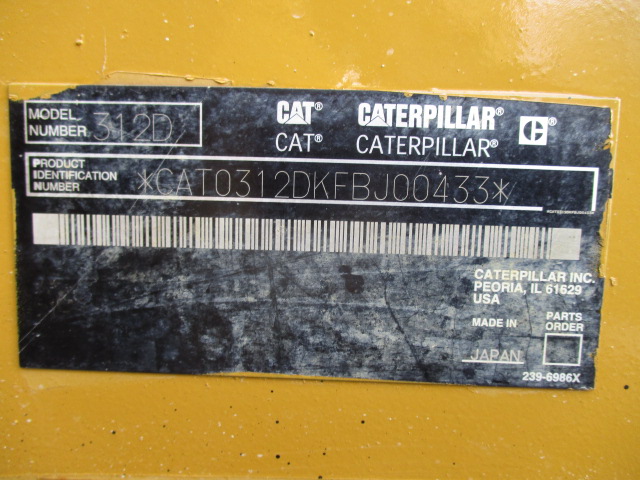 MODEL NUMBER 312D
CAT® CATERPILLAR®
CAT® CATERPILLAR®
PRODUCT IDENTIFICATION NUMBER *CAT0312DKFBJ00433*
CATERPILLAR INC.
PEORIA, IL 61629
USA
MADE IN
JAPAN
PARTS ORDER
239-6986X